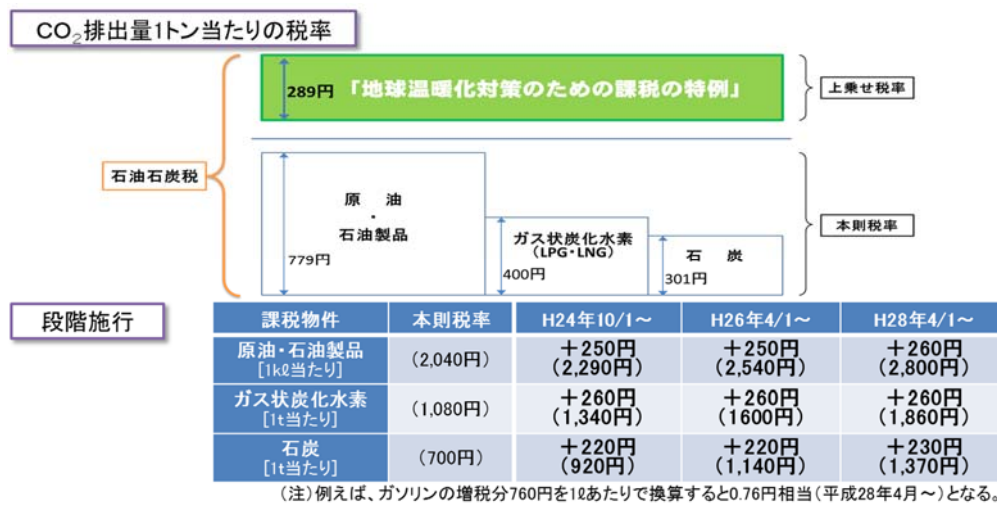 CO₂排出量1トン当たりの税率
289円「地球温暖化対策のための課税の特例」
上乗せ税率
石油石炭税
原 油
・
石油製品
779円
ガス状炭化水素
(LPG・LNG)
400円
石 炭
301円
本則税率
段階施行
課税物件 本則税率 H24年10/1～ H26年4/1～ H28年4/1～
原油・石油製品 +250円 +250円 +260円
[1kℓ当たり] (2,040円) (2,290円) (2,540円) (2,800円)
ガス状炭化水素 +260円 +260円 +260円
[1t当たり] (1,080円) (1,340円) (1600円) (1,860円)
石炭 +220円 +220円 +230円
[1t当たり] (700円) (920円) (1,140円) (1,370円)
(注)例えば、ガソリンの増税分760円を1ℓあたりで換算すると0.76円相当(平成28年4月～)となる。